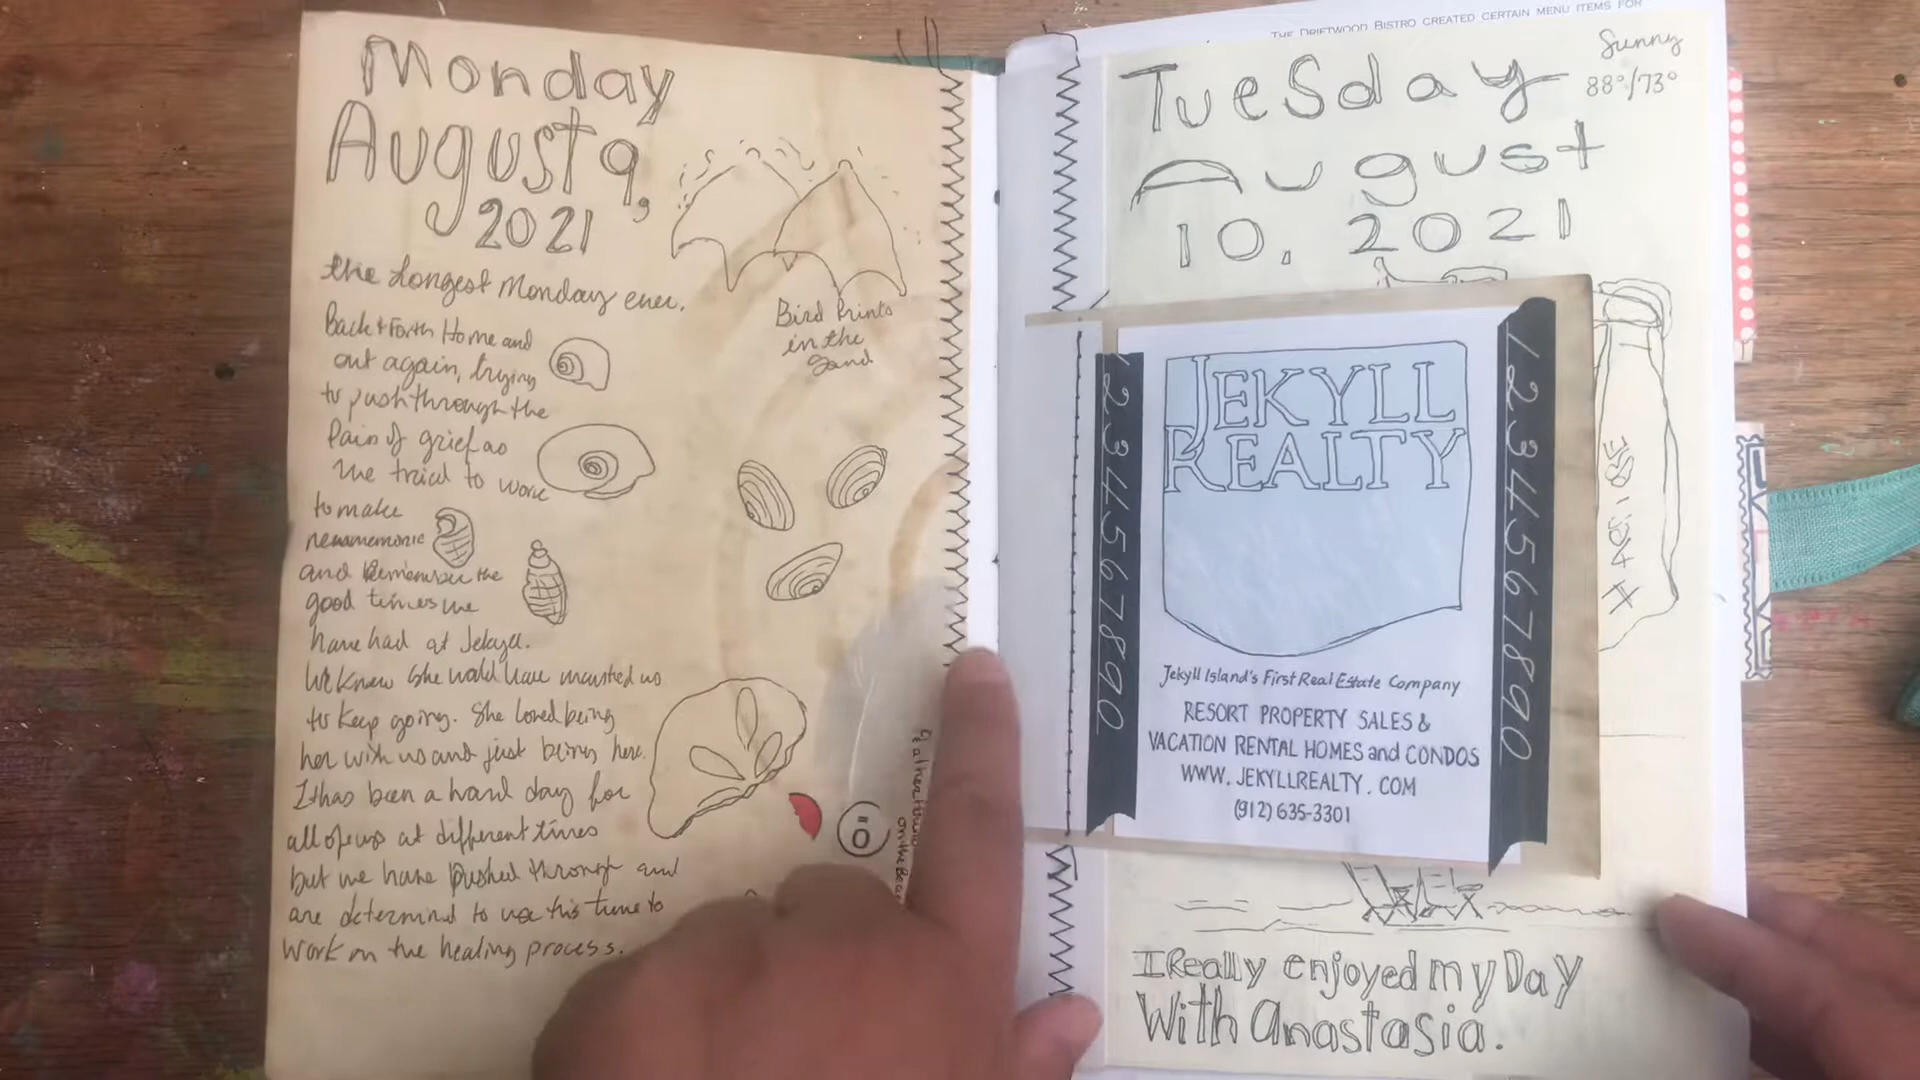 Monday
August 9,
2021
the Longest Monday ever.
Back & Forth Home and
out again, trying
to push through the
Pain of grief as
we tried to work
to make
new memorie
and Remember the
good times we
have had at Jekyll.
We Knew She would have wanted us
to Keep going. She loved being
her with us and just being here.
It has been a hard day for
all of us at different times
but we have pushed through and
are determined to use this time to
work on the healing process.
Bird Prints
in the
Sand
on the Bea
THE DRIFTWOOD BISTRO CREATED CERTAIN MENU ITEMS FOR
Sunny
88°/73°
Tuesday
August
10, 2021
1234567890
JEKYLL
REALTY
Jekyll Island's First Real Estate Company
RESORT PROPERTY SALES &
VACATION RENTAL HOMES and CONDOS
WWW.JEKYLLREALTY.COM
(912) 635-3301
1234567890
I Really enjoyed my Day
With Anastasia.